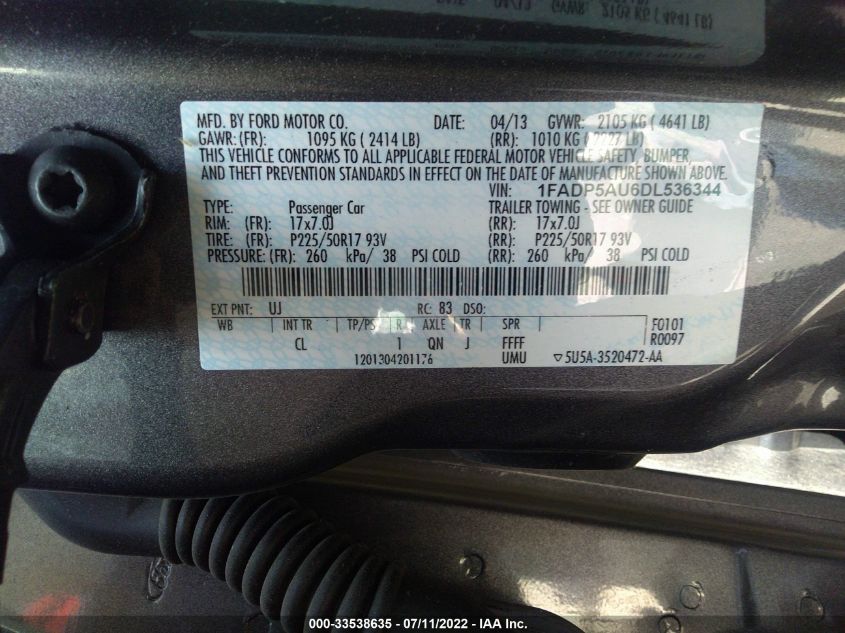 MFD. BY FORD MOTOR CO. DATE: 04/13 GVWR: 2105 KG ( 4641 LB)
GAWR: (FR): 1095 KG ( 2414 LB) (RR): 1010 KG ( 2227 LB)
THIS VEHICLE CONFORMS TO ALL APPLICABLE FEDERAL MOTOR VEHICLE SAFETY, BUMPER,
AND THEFT PREVENTION STANDARDS IN EFFECT ON THE DATE OF MANUFACTURE SHOWN ABOVE.
VIN: 1FADP5AU6DL536344
TYPE: Passenger Car TRAILER TOWING - SEE OWNER GUIDE
RIM: (FR): 17x7.0J (RR): 17x7.0J
TIRE: (FR): P225/50R17 93V (RR): P225/50R17 93V
PRESSURE: (FR): 260 kPa/ 38 PSI COLD (RR): 260 kPa/ 38 PSI COLD
EXT PNT: UJ RC: 83 DSO:
WB INT TR TP/PS R AXLE TR SPR F0101
CL 1 QN J FFFF R0097
1201304201176 UMU ▽5U5A-3520472-AA
000-33538635 - 07/11/2022 - IAA Inc.